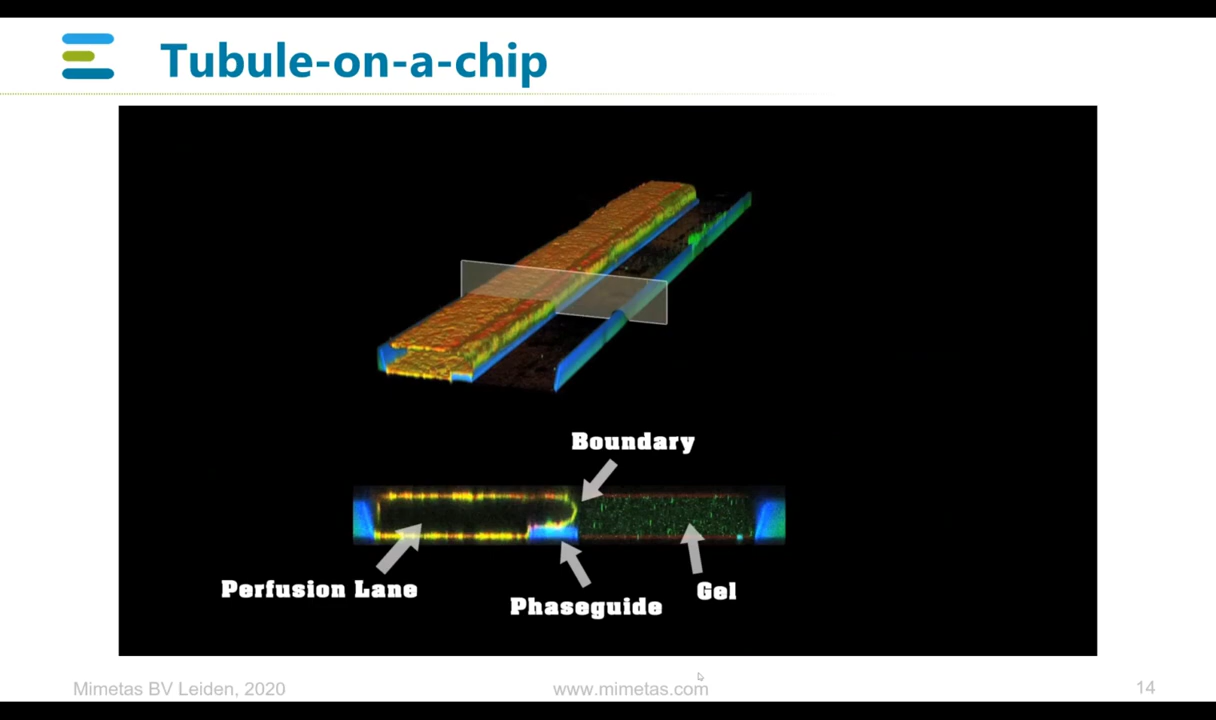 Tubule-on-a-chip
Boundary
Perfusion Lane
Phaseguide
Gel
Mimetas BV Leiden, 2020
www.mimetas.com
14